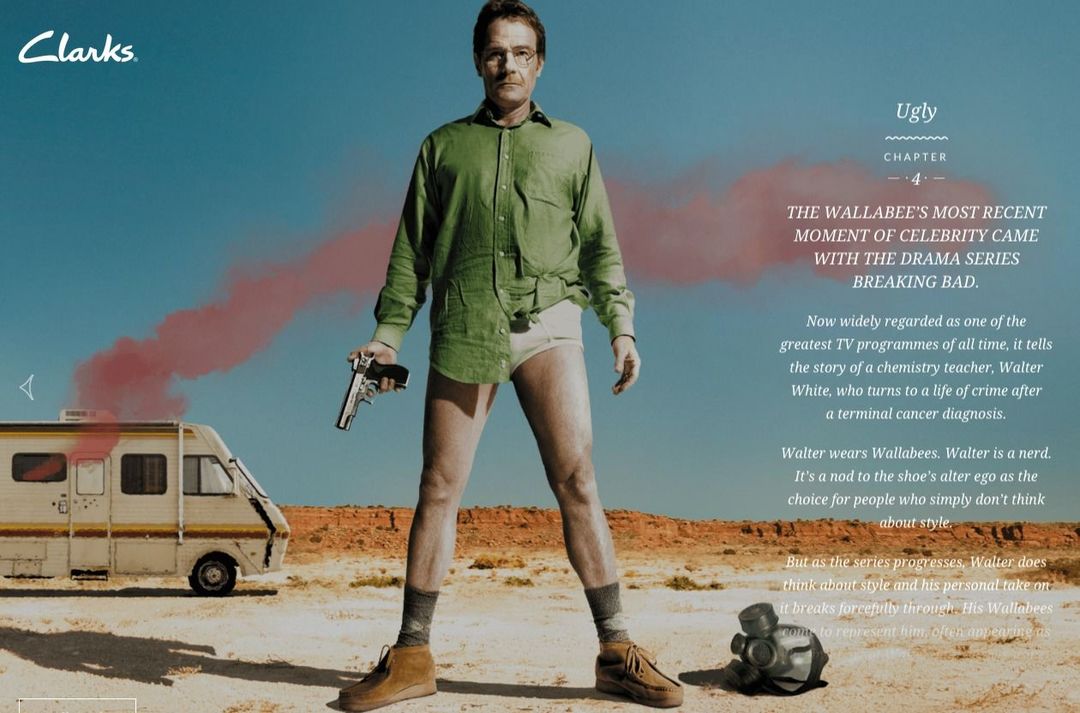 Clarks
Ugly
CHAPTER
4
THE WALLABEE’S MOST RECENT
MOMENT OF CELEBRITY CAME
WITH THE DRAMA SERIES
BREAKING BAD.
Now widely regarded as one of the
greatest TV programmes of all time, it tells
the story of a chemistry teacher, Walter
White, who turns to a life of crime after
a terminal cancer diagnosis.
Walter wears Wallabees. Walter is a nerd.
It’s a nod to the shoe’s alter ego as the
choice for people who simply don’t think
about style.
But as the series progresses, Walter does
think about style and his personal take on
it breaks forcefully through. His Wallabees
come to represent him, often appearing as